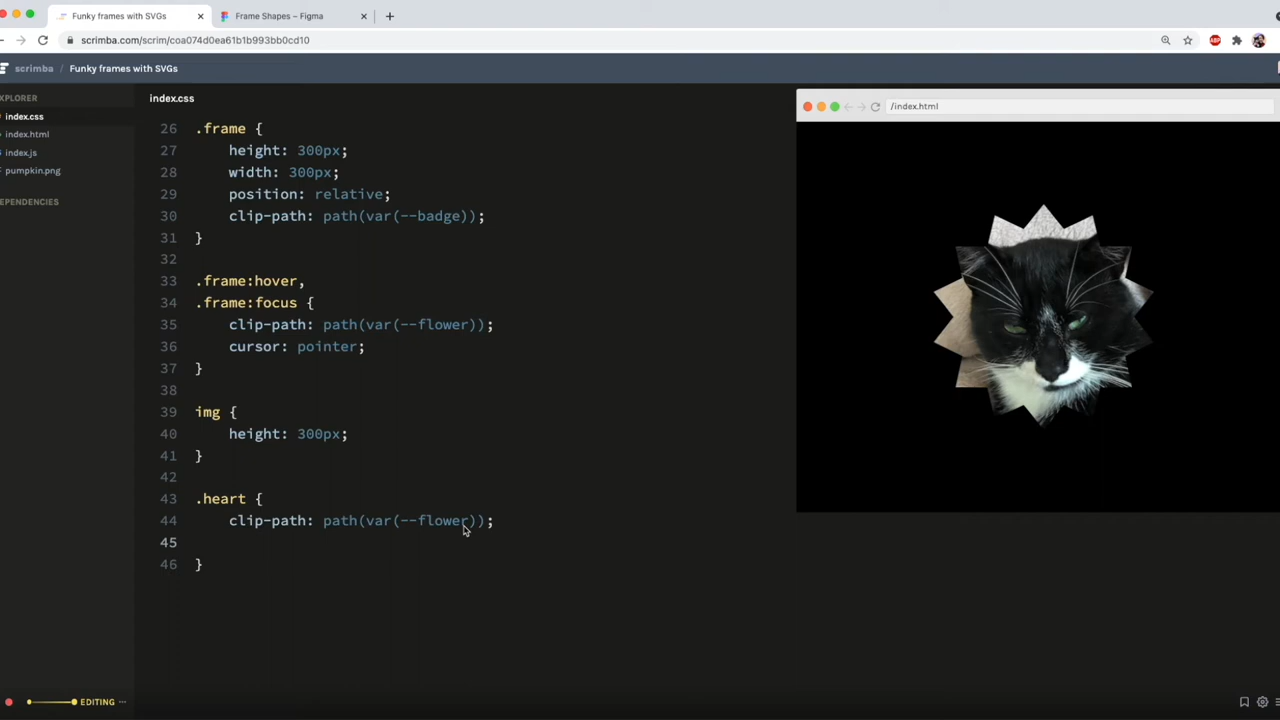 Funky frames with SVGs
Frame Shapes – Figma
scrimba.com/scrim/coa074d0ea61b1b993bb0cd10
ABP
scrimba / Funky frames with SVGs
XPLORER
index.css
index.html
index.js
pumpkin.png
EPENDENCIES
index.css
26 .frame {
27 height: 300px;
28 width: 300px;
29 position: relative;
30 clip-path: path(var(--badge));
31 }
32
33 .frame:hover,
34 .frame:focus {
35 clip-path: path(var(--flower));
36 cursor: pointer;
37 }
38
39 img {
40 height: 300px;
41 }
42
43 .heart {
44 clip-path: path(var(--flower));
45
46 }
/index.html
EDITING ...